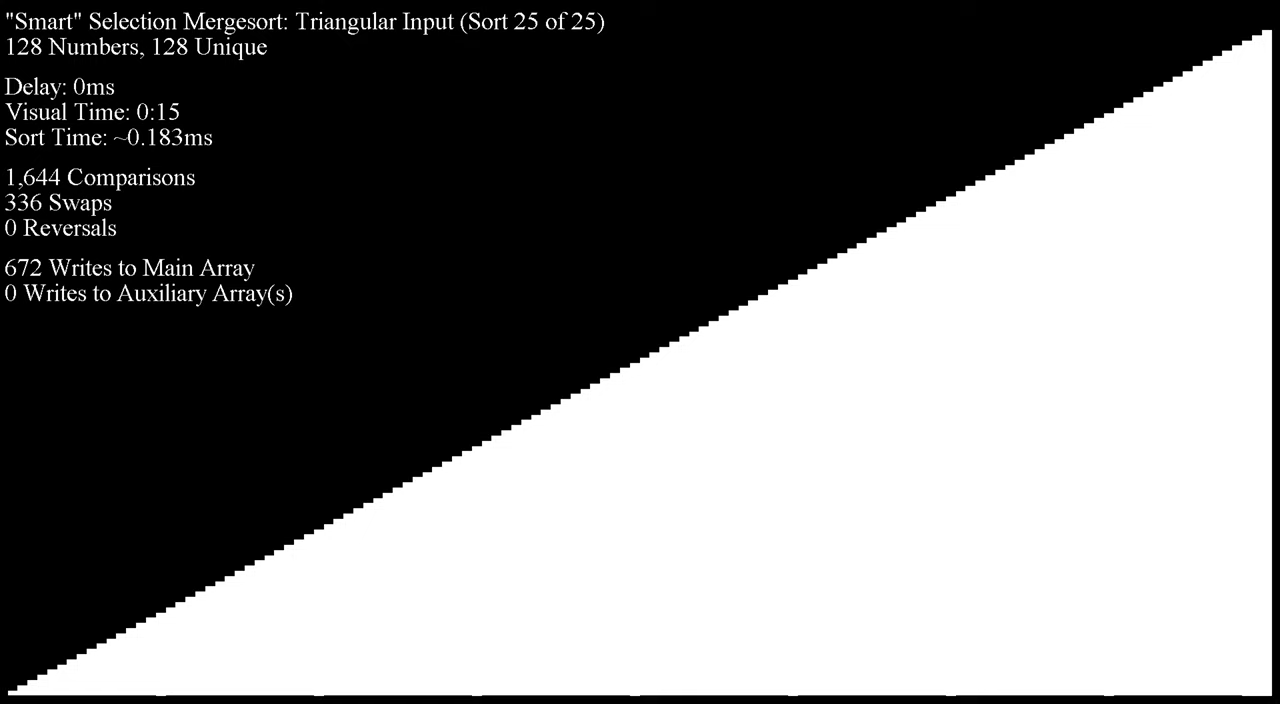 "Smart" Selection Mergesort: Triangular Input (Sort 25 of 25)
128 Numbers, 128 Unique
Delay: 0ms
Visual Time: 0:15
Sort Time: ~0.183ms
1,644 Comparisons
336 Swaps
0 Reversals
672 Writes to Main Array
0 Writes to Auxiliary Array(s)